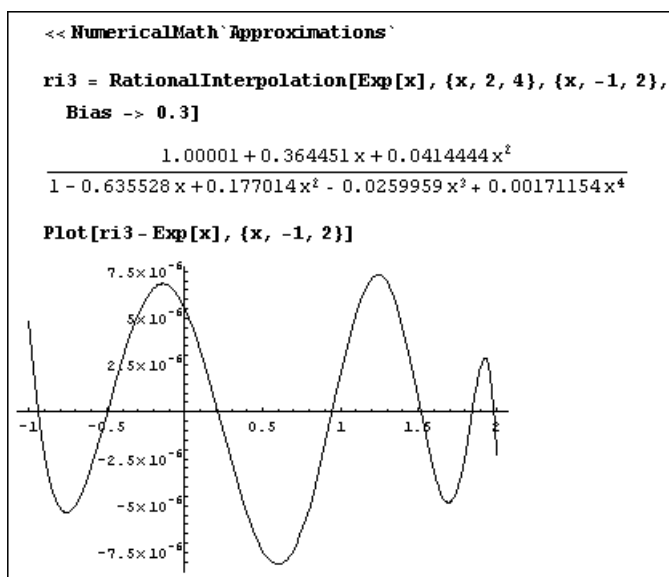 << NumericalMath`Approximations`
ri3 = RationalInterpolation[Exp[x], {x, 2, 4}, {x, -1, 2},
Bias -> 0.3]
1.00001 + 0.364451 x + 0.0414444 x²
1 - 0.635528 x + 0.177014 x² - 0.0259959 x³ + 0.00171154 x⁴
Plot[ri3 - Exp[x], {x, -1, 2}]
7.5×10⁻⁶
5×10⁻⁶
2.5×10⁻⁶
-1 -0.5 0.5 1 1.5 2
-2.5×10⁻⁶
-5×10⁻⁶
-7.5×10⁻⁶